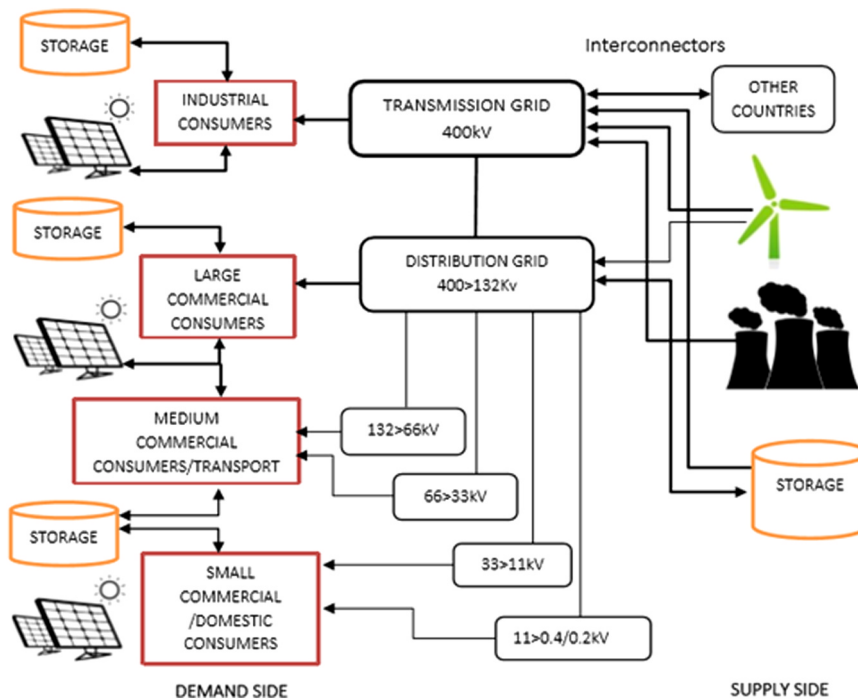 STORAGE
Interconnectors
INDUSTRIAL
CONSUMERS
TRANSMISSION GRID
400kV
OTHER
COUNTRIES
STORAGE
LARGE
COMMERCIAL
CONSUMERS
DISTRIBUTION GRID
400>132Kv
MEDIUM
COMMERCIAL
CONSUMERS/TRANSPORT
132>66kV
66>33kV
STORAGE
STORAGE
SMALL
COMMERCIAL
/DOMESTIC
CONSUMERS
33>11kV
11>0.4/0.2kV
DEMAND SIDE
SUPPLY SIDE